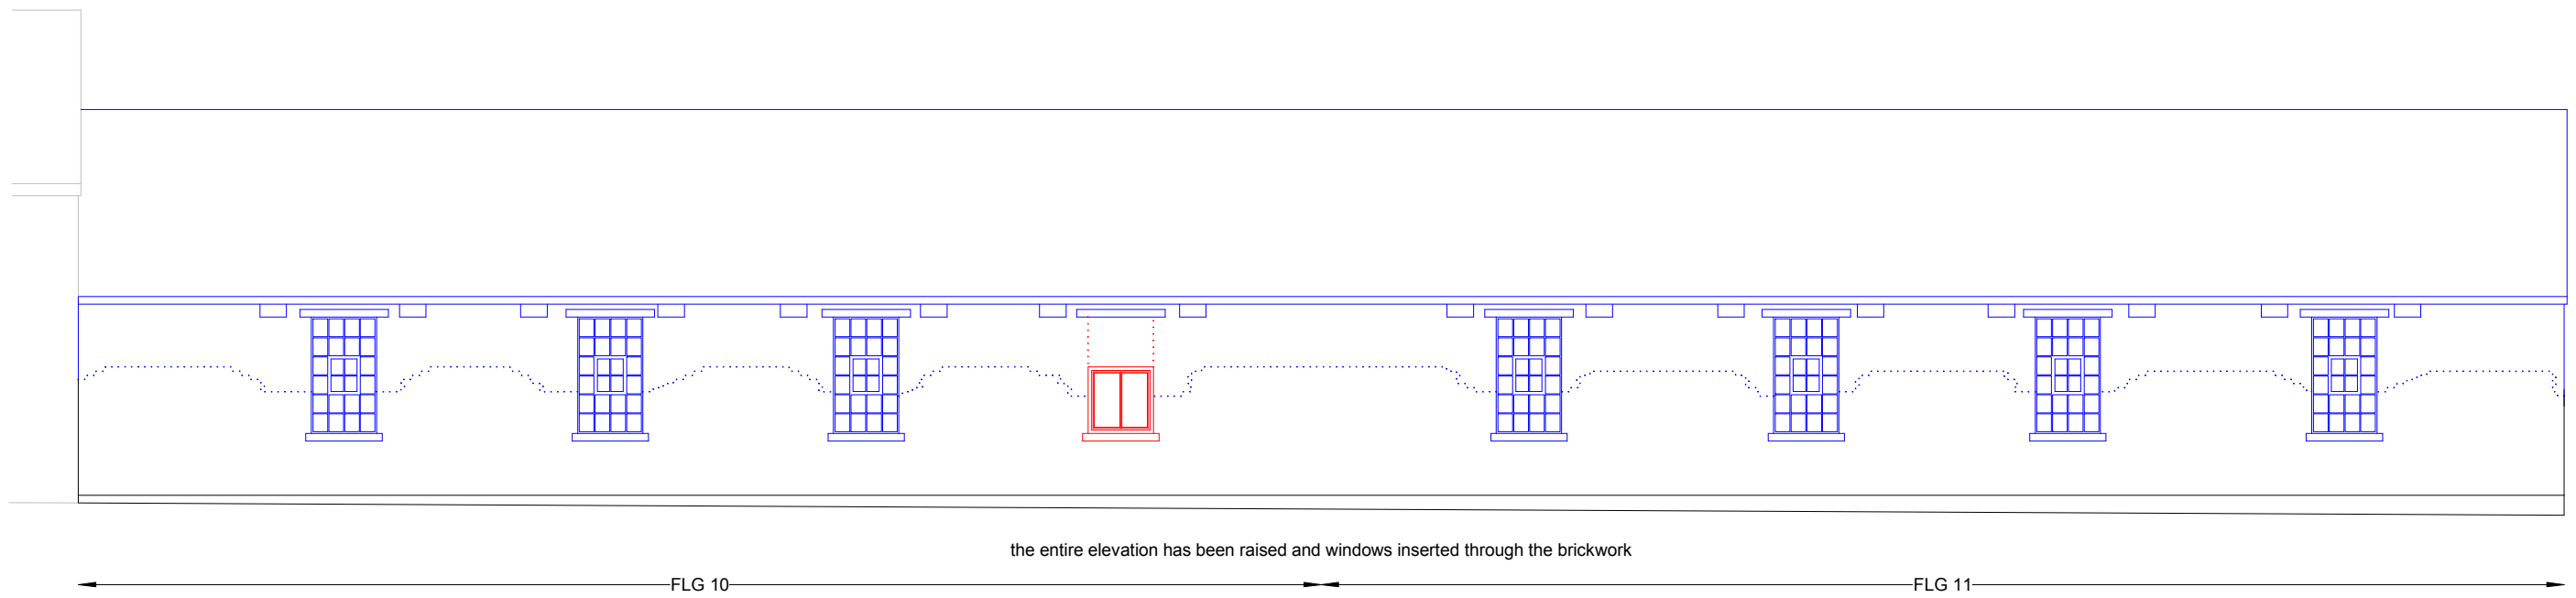 the entire elevation has been raised and windows inserted through the brickwork
FLG 10 FLG 11